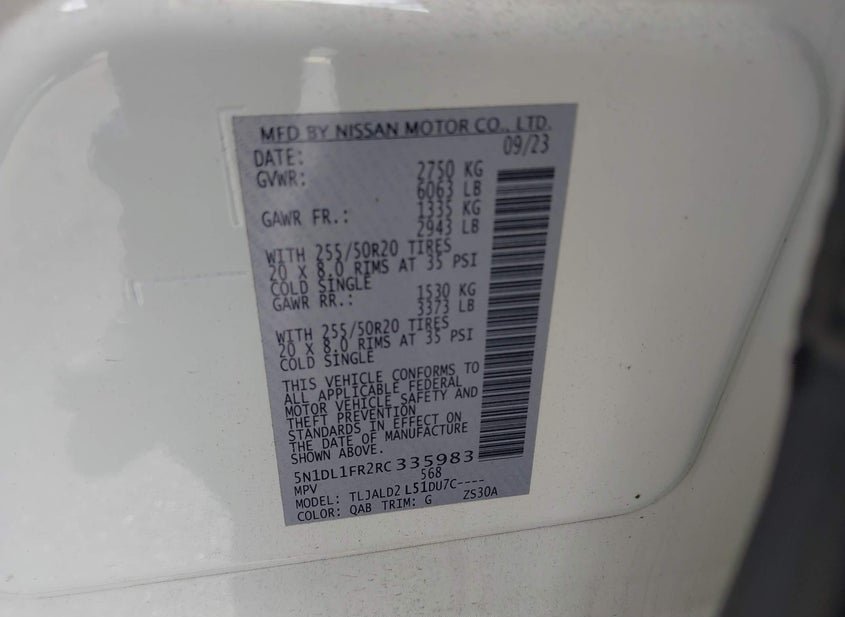 MFD BY NISSAN MOTOR CO., LTD.
DATE: 09/23
GVWR: 2750 KG
6063 LB
GAWR FR.: 1335 KG
2943 LB
WITH 255/50R20 TIRES
20 X 8.0 RIMS AT 35 PSI
COLD SINGLE
GAWR RR.: 1530 KG
3373 LB
WITH 255/50R20 TIRES
20 X 8.0 RIMS AT 35 PSI
COLD SINGLE
THIS VEHICLE CONFORMS TO
ALL APPLICABLE FEDERAL
MOTOR VEHICLE SAFETY AND
THEFT PREVENTION
STANDARDS IN EFFECT ON
THE DATE OF MANUFACTURE
SHOWN ABOVE.
5N1DL1FR2RC335983
MPV 568
MODEL: TLJALD2 L51DU7C----
COLOR: QAB TRIM: G ZS30A